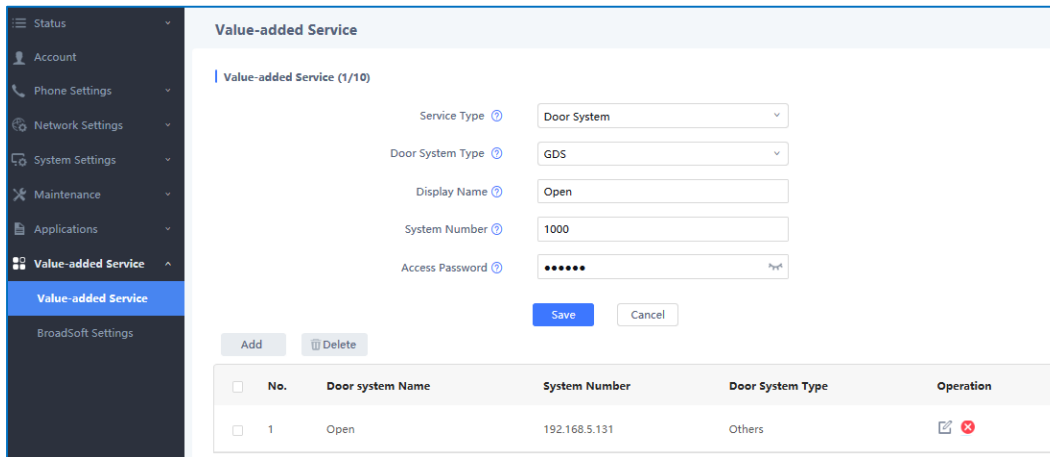 Status
Account
Phone Settings
Network Settings
System Settings
Maintenance
Applications
Value-added Service
Value-added Service
BroadSoft Settings
Value-added Service
Value-added Service (1/10)
Service Type ? Door System
Door System Type ? GDS
Display Name ? Open
System Number ? 1000
Access Password ? ••••••
Save Cancel
Add Delete
No. Door system Name System Number Door System Type Operation
1 Open 192.168.5.131 Others